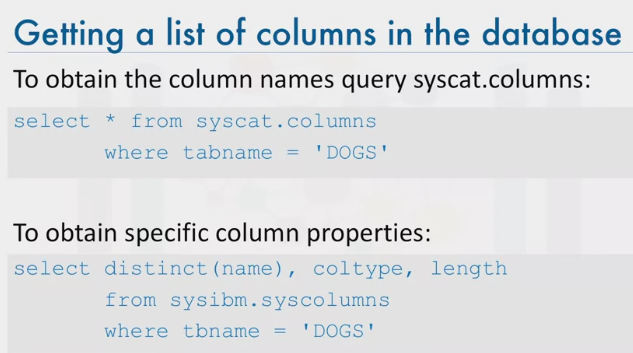 Getting a list of columns in the database
To obtain the column names query syscat.columns:
select * from syscat.columns
where tabname = 'DOGS'
To obtain specific column properties:
select distinct(name), coltype, length
from sysibm.syscolumns
where tbname = 'DOGS'